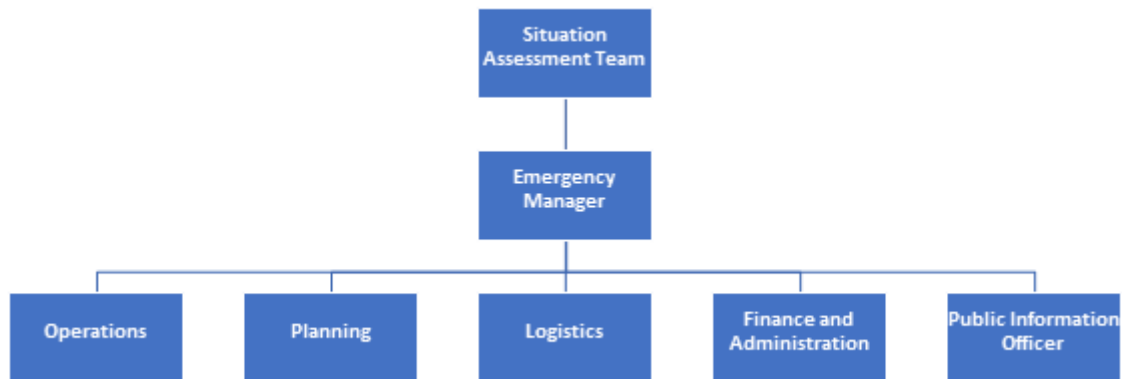 Situation
Assessment Team
Emergency
Manager
Operations
Planning
Logistics
Finance and
Administration
Public Information
Officer